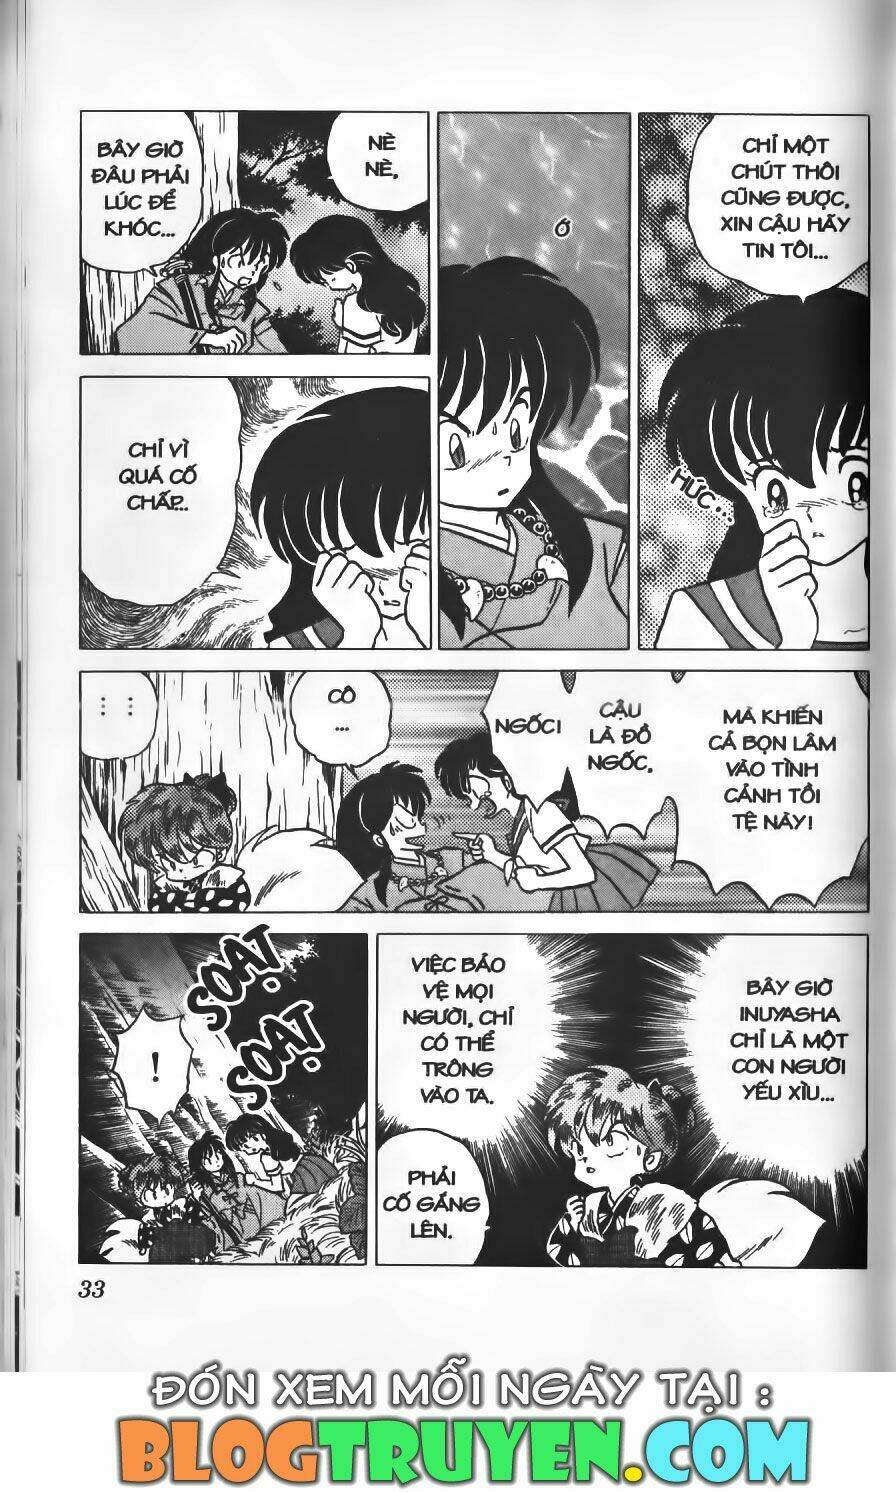 CHỈ MỘT
CHÚT THÔI
CŨNG ĐƯỢC,
XIN CẬU HÃY
TIN TÔI...
HỨC...
Ớ
NÈ
NÈ,
BÂY GIỜ
ĐÂU PHẢI
LÚC ĐỂ
KHÓC...
CHỈ VÌ
QUÁ CỐ
CHẤP...
MÀ KHIẾN
CẢ BỌN LÂM
VÀO TÌNH
CẢNH TỒI
TỆ NÀY!
CẬU
LÀ ĐỒ
NGỐC,
NGỐC!
CÔ
...
... ...
BÂY GIỜ
INUYASHA
CHỈ LÀ MỘT
CON NGƯỜI
YẾU XÌU...
VIỆC BẢO
VỆ MỌI
NGƯỜI, CHỈ
CÓ THỂ
TRÔNG
VÀO TA.
PHẢI
CỐ GẮNG
LÊN.
SOẠT
SOẠT
!
33
ĐÓN XEM MỖI NGÀY TẠI :
BLOGTRUYEN.COM